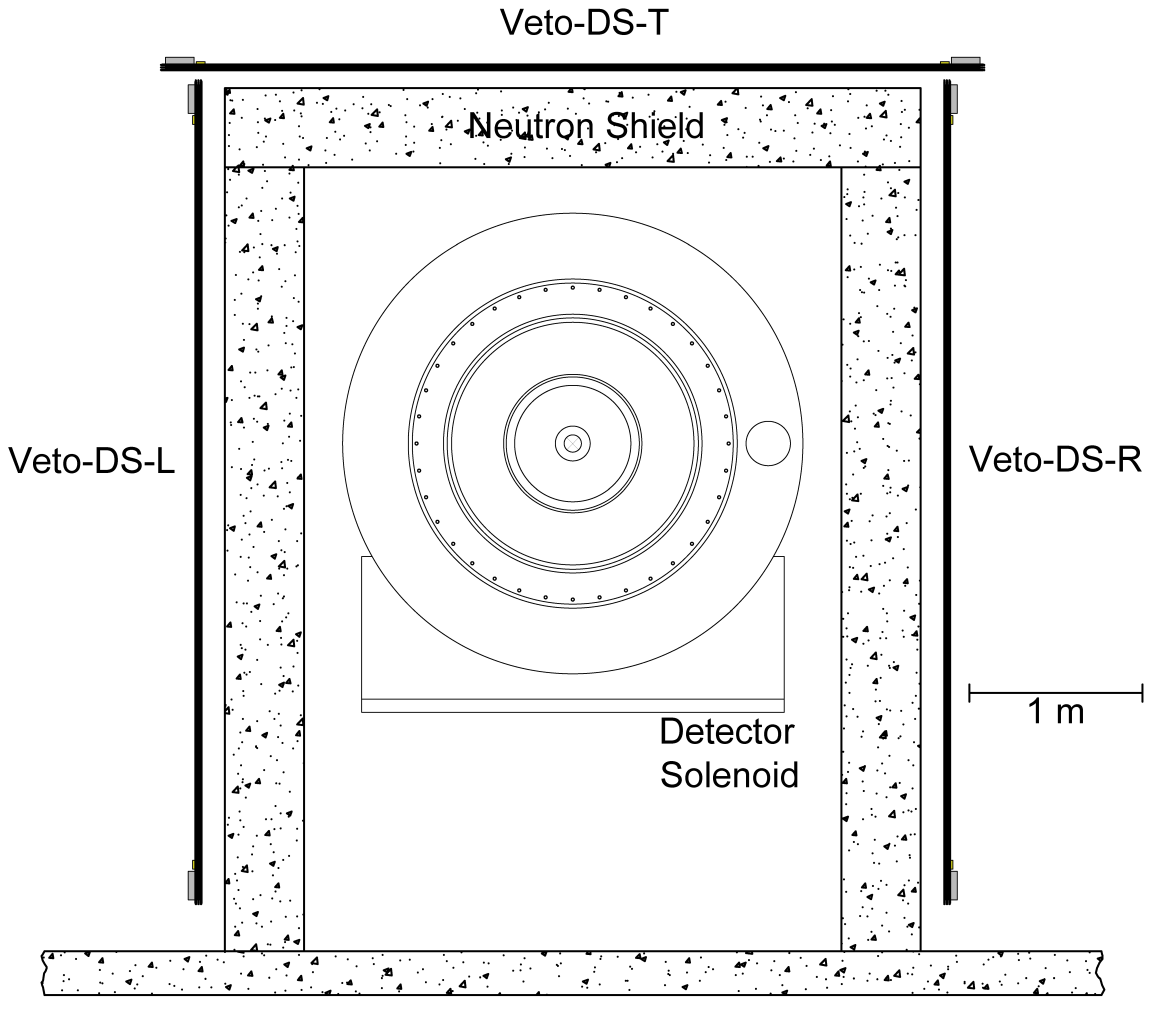 Veto-DS-T
Neutron Shield
Veto-DS-L
Veto-DS-R
1 m
Detector
Solenoid